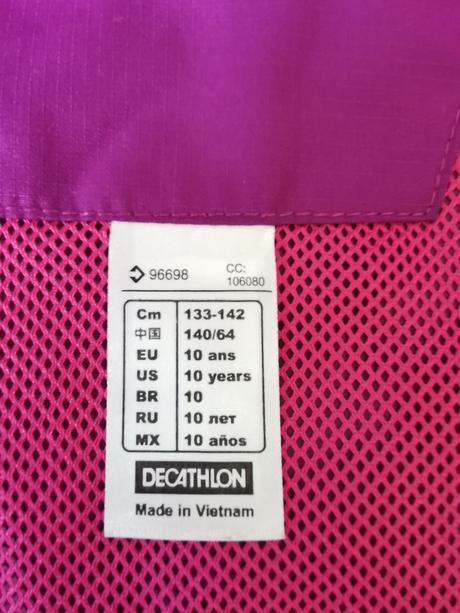 96698 CC: 106080
Cm 133-142
中国 140/64
EU 10 ans
US 10 years
BR 10
RU 10 лет
MX 10 años
DECATHLON
Made in Vietnam